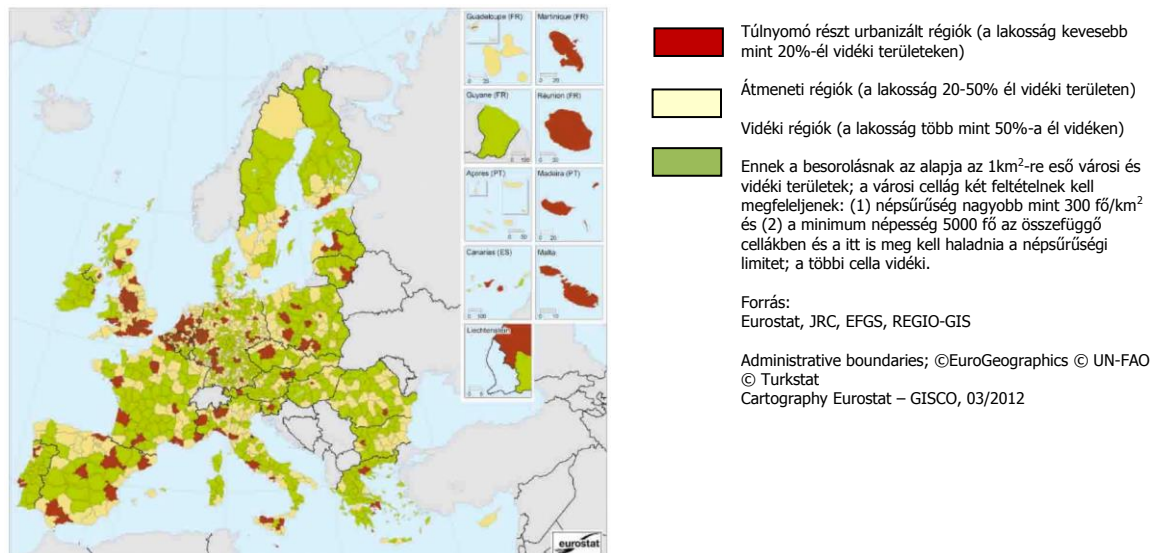 Guadeloupe (FR)
Martinique (FR)
Guyane (FR)
Réunion (FR)
Açores (PT)
Madeira (PT)
Canarias (ES)
Malta
Liechtenstein
eurostat
Túlnyomó részt urbanizált régiók (a lakosság kevesebb
mint 20%-él vidéki területeken)
Átmeneti régiók (a lakosság 20-50% él vidéki területen)
Vidéki régiók (a lakosság több mint 50%-a él vidéken)
Ennek a besorolásnak az alapja az 1km²-re eső városi és
vidéki területek; a városi cellág két feltételnek kell
megfeleljenek: (1) népsűrűség nagyobb mint 300 fő/km²
és (2) a minimum népesség 5000 fő az összefüggő
cellákben és a itt is meg kell haladnia a népsűrűségi
limitet; a többi cella vidéki.
Forrás:
Eurostat, JRC, EFGS, REGIO-GIS
Administrative boundaries; ©EuroGeographics © UN-FAO
© Turkstat
Cartography Eurostat – GISCO, 03/2012